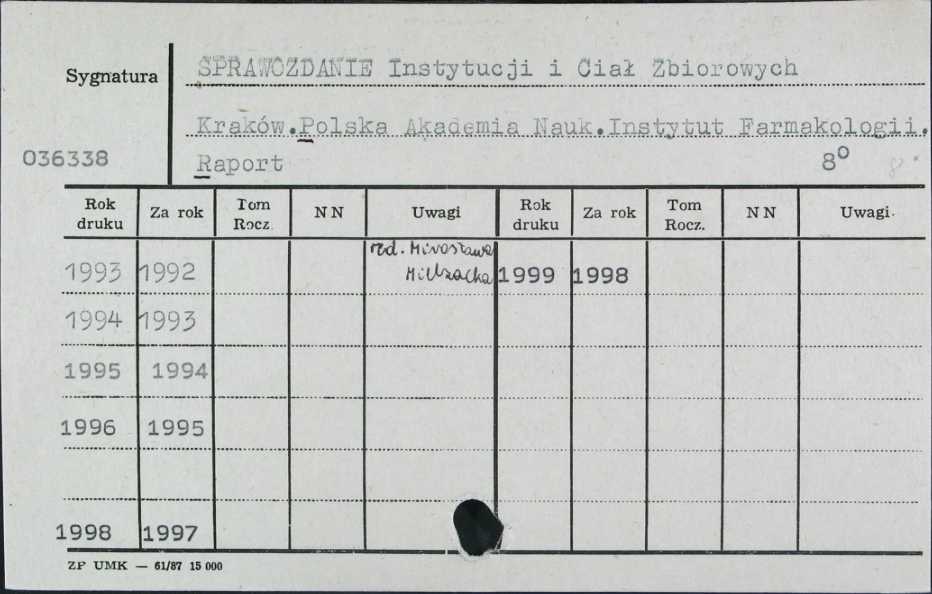 Sygnatura SPRAWOZDANIE Instytucji i Ciał Zbiorowych
Kraków.Polska Akademia Nauk.Instytut Farmakologii.
036338 Raport 8o
Rok druku Za rok Tom Rocz. NN Uwagi Rok druku Za rok Tom Rocz. NN Uwagi.
1993 1992 red. Mirosława 1999 1998
1994 1993
1995 1994
1996 1995
1998 1997
ZP UMK — 61/87 15 000